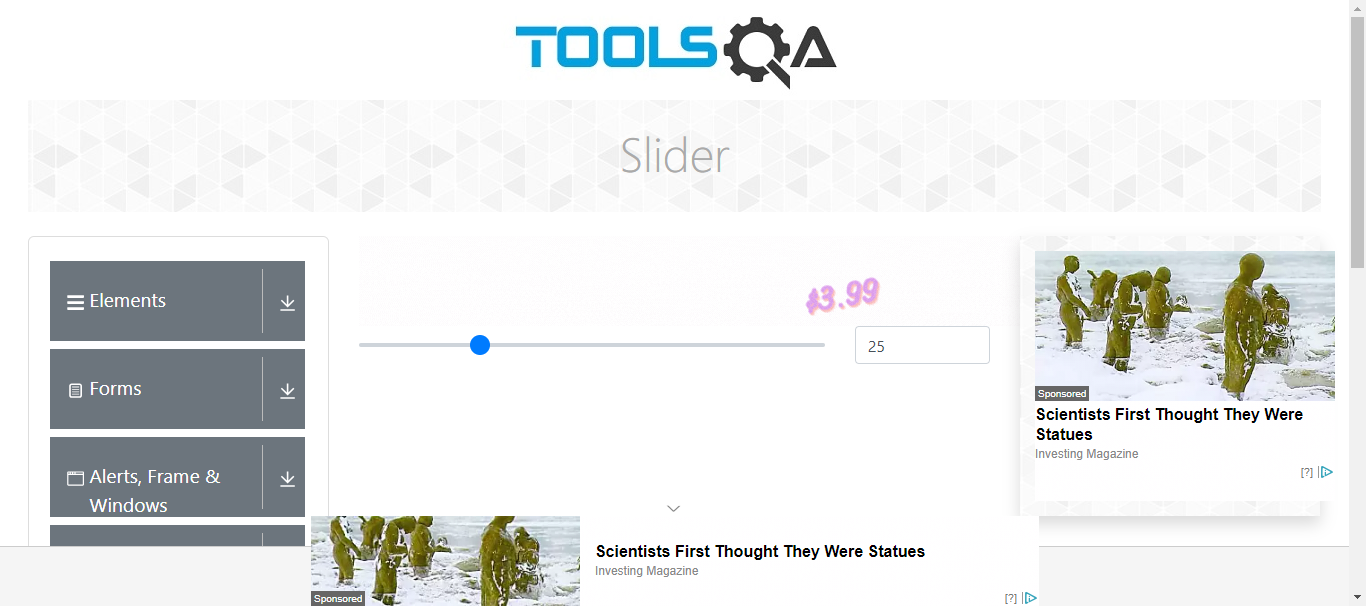 TOOLSQA
Slider
Elements
Forms
Alerts, Frame &
Windows
$3.99
25
Sponsored
Scientists First Thought They Were
Statues
Investing Magazine
[?]
Sponsored
Scientists First Thought They Were Statues
Investing Magazine
[?]